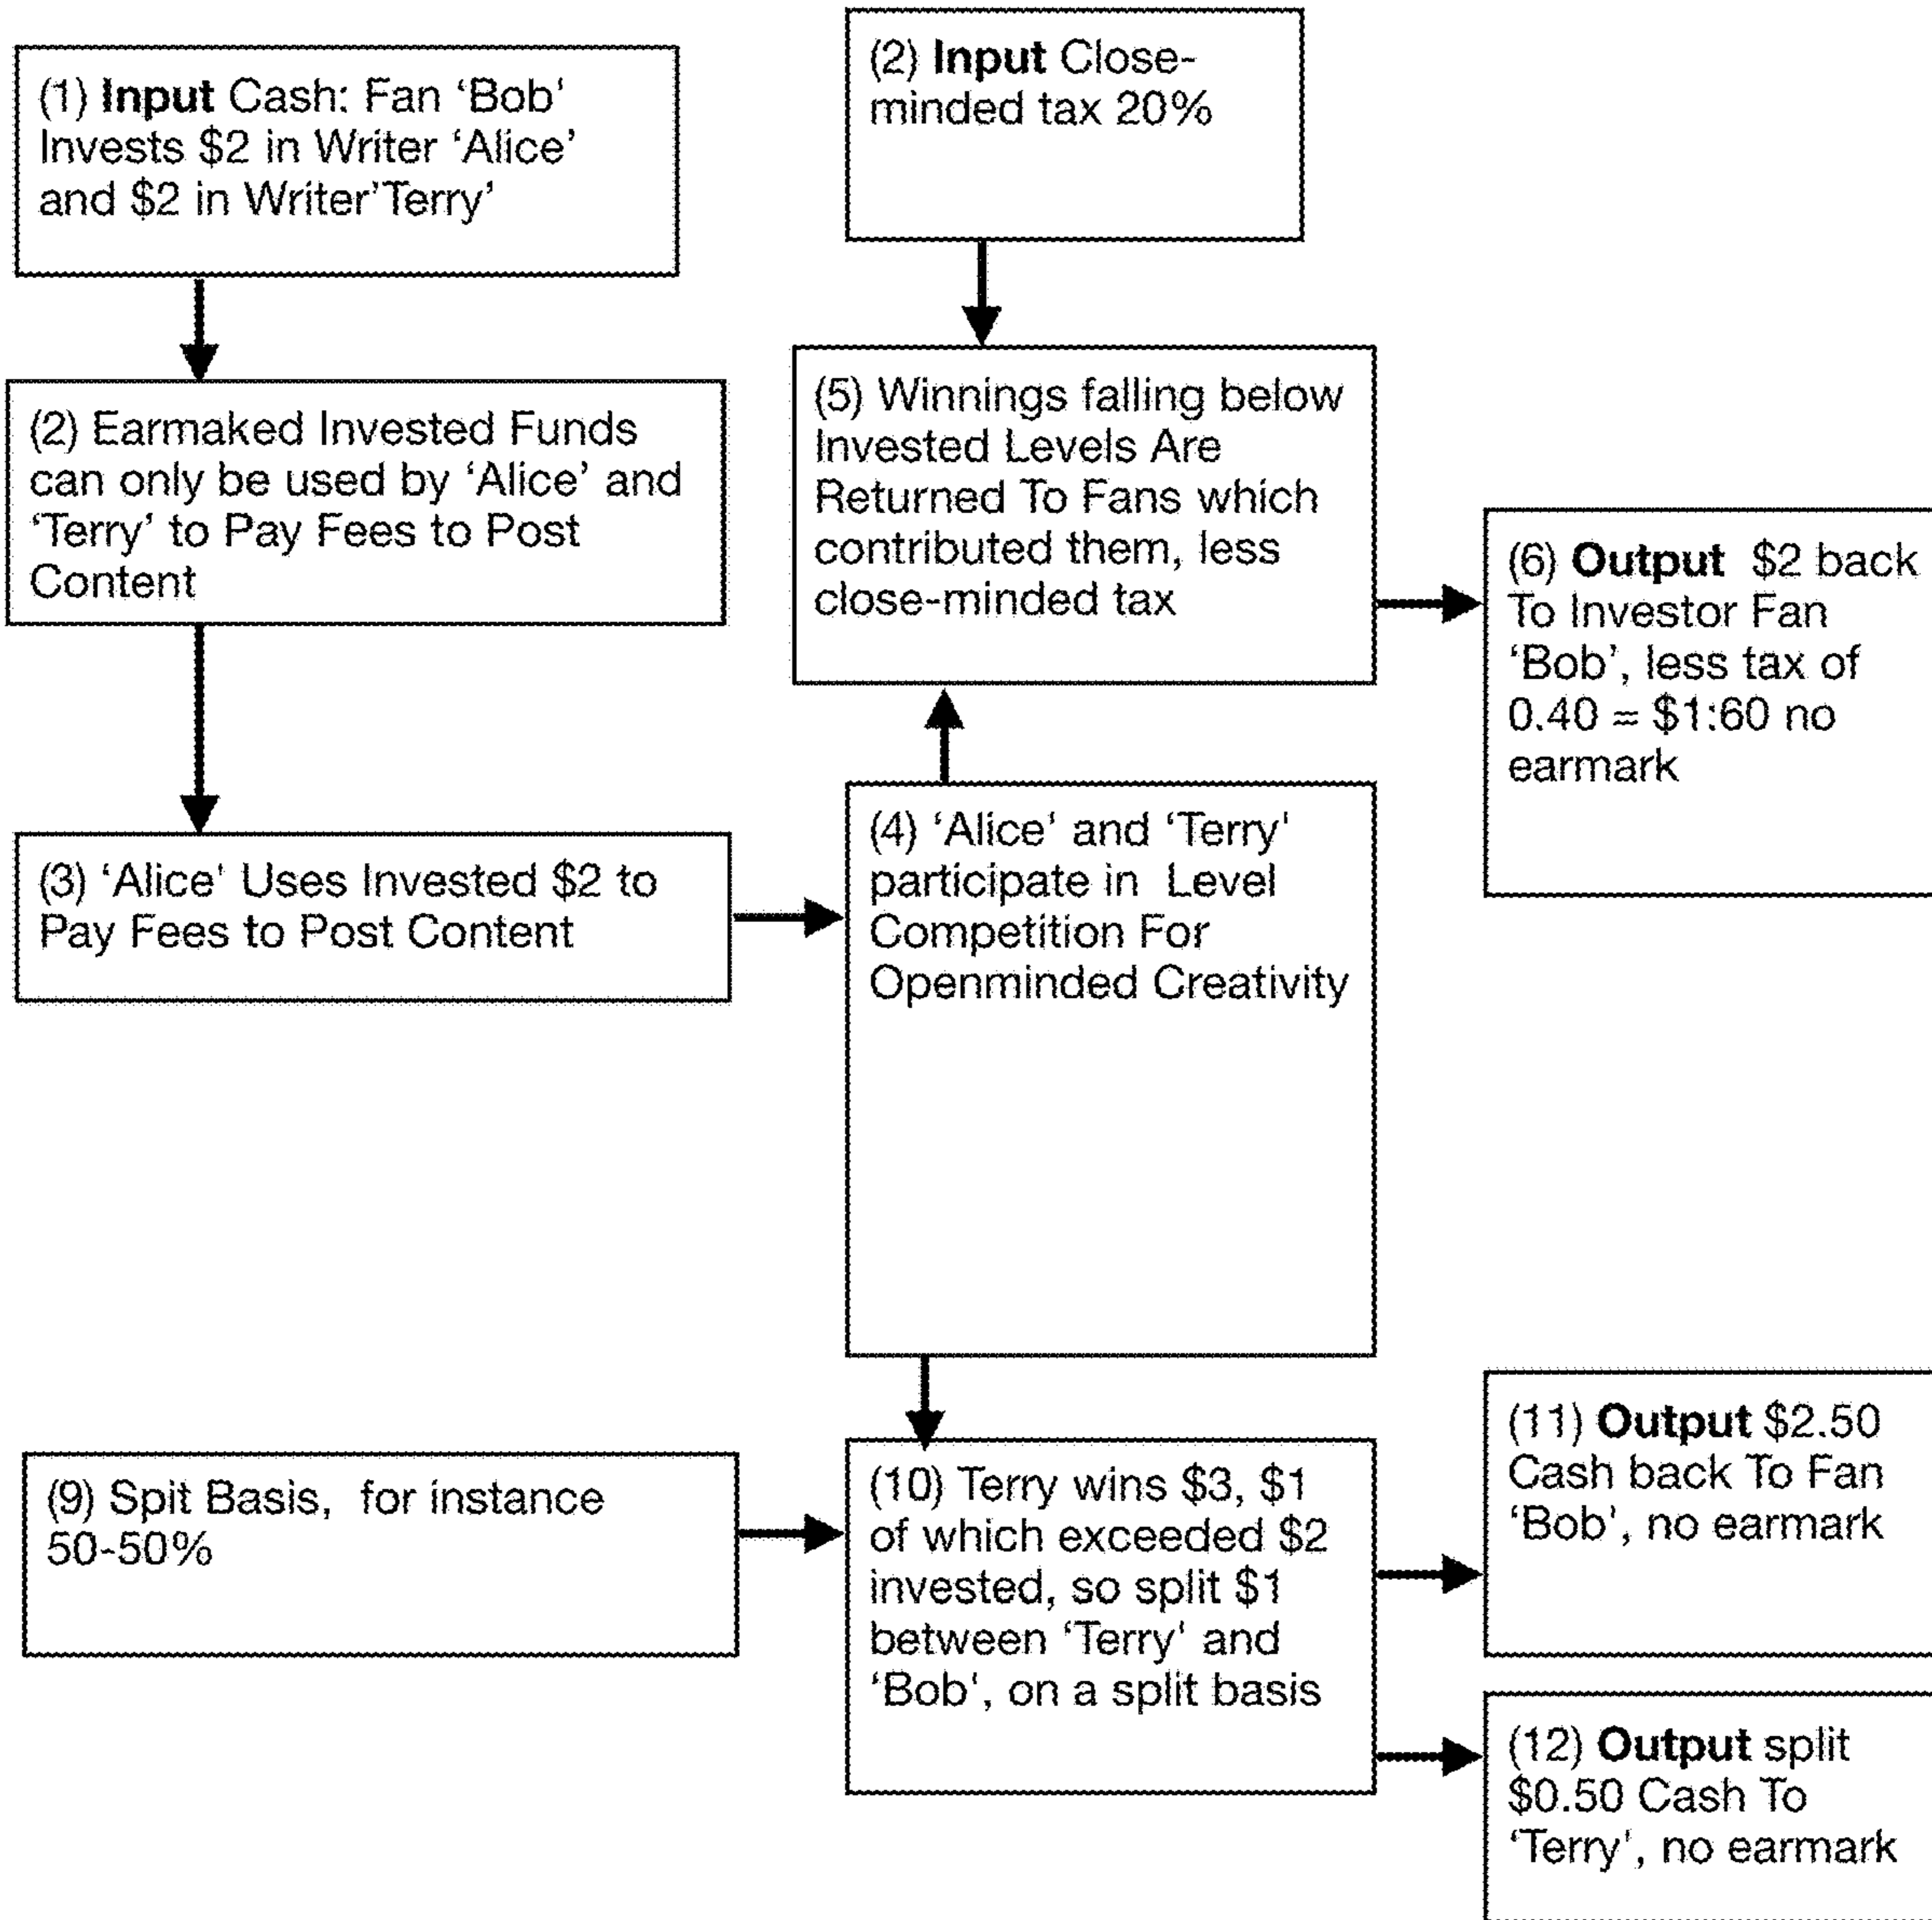 (1) Input Cash: Fan ‘Bob’
Invests $2 in Writer ‘Alice’
and $2 in Writer’Terry’
(2) Input Close-
minded tax 20%
(2) Earmaked Invested Funds
can only be used by ‘Alice’ and
‘Terry’ to Pay Fees to Post
Content
(5) Winnings falling below
Invested Levels Are
Returned To Fans which
contributed them, less
close-minded tax
(6) Output $2 back
To Investor Fan
‘Bob’, less tax of
0.40 = $1:60 no
earmark
(3) ‘Alice’ Uses Invested $2 to
Pay Fees to Post Content
(4) ‘Alice’ and ‘Terry’
participate in Level
Competition For
Openminded Creativity
(9) Spit Basis, for instance
50-50%
(10) Terry wins $3, $1
of which exceeded $2
invested, so split $1
between ‘Terry’ and
‘Bob’, on a split basis
(11) Output $2.50
Cash back To Fan
‘Bob’, no earmark
(12) Output split
$0.50 Cash To
‘Terry’, no earmark